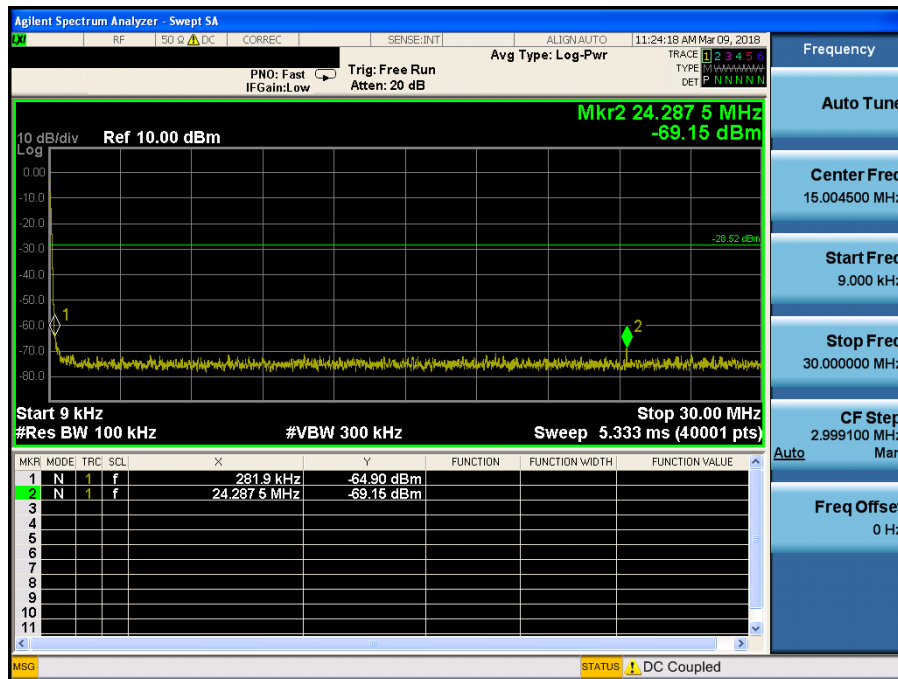 Agilent Spectrum Analyzer - Swept SA
LXI RF 50 Ω DC CORREC SENSE:INT ALIGN AUTO 11:24:18 AM Mar 09, 2018
Avg Type: Log-Pwr
TRACE 1 2 3 4 5 6
TYPE M
DET P N N N N N
PNO: Fast
IFGain:Low
Trig: Free Run
Atten: 20 dB
Mkr2 24.287 5 MHz
-69.15 dBm
10 dB/div
Log
Ref 10.00 dBm
0.00
-10.0
-20.0
-28.52 dBm
-30.0
-40.0
-50.0
-60.0
-70.0
-80.0
1
2
Start 9 kHz
Stop 30.00 MHz
#Res BW 100 kHz
#VBW 300 kHz
Sweep 5.333 ms (40001 pts)
MKR MODE TRC SCL X Y FUNCTION FUNCTION WIDTH FUNCTION VALUE
1 N 1 f 281.9 kHz -64.90 dBm
2 N 1 f 24.287 5 MHz -69.15 dBm
3
4
5
6
7
8
9
10
11
MSG
STATUS
DC Coupled
Frequency
Auto Tune
Center Freq
15.004500 MHz
Start Freq
9.000 kHz
Stop Freq
30.000000 MHz
CF Step
2.999100 MHz
Auto Man
Freq Offset
0 Hz